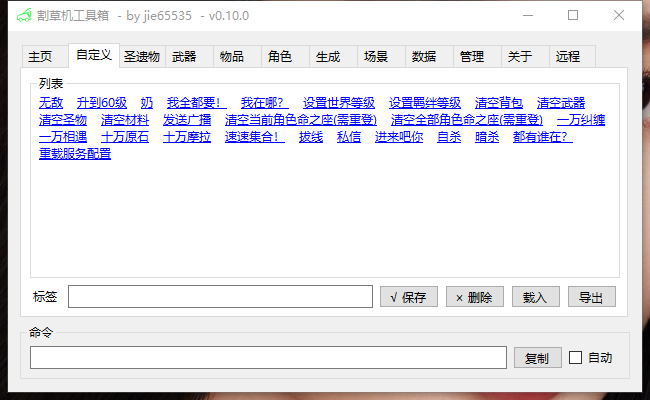 割草机工具箱 - by jie65535 - v0.10.0
主页 自定义 圣遗物 武器 物品 角色 生成 场景 数据 管理 关于 远程
列表
无敌 升到60级 奶 我全都要! 我在哪? 设置世界等级 设置羁绊等级 清空背包 清空武器
清空圣物 清空材料 发送广播 清空当前角色命之座(需重登) 清空全部角色命之座(需重登) 一万纠缠
一万相遇 十万原石 十万摩拉 速速集合! 拔线 私信 进来吧你 自杀 暗杀 都有谁在?
重载服务配置
标签 √ 保存 × 删除 载入 导出
命令
复制 自动